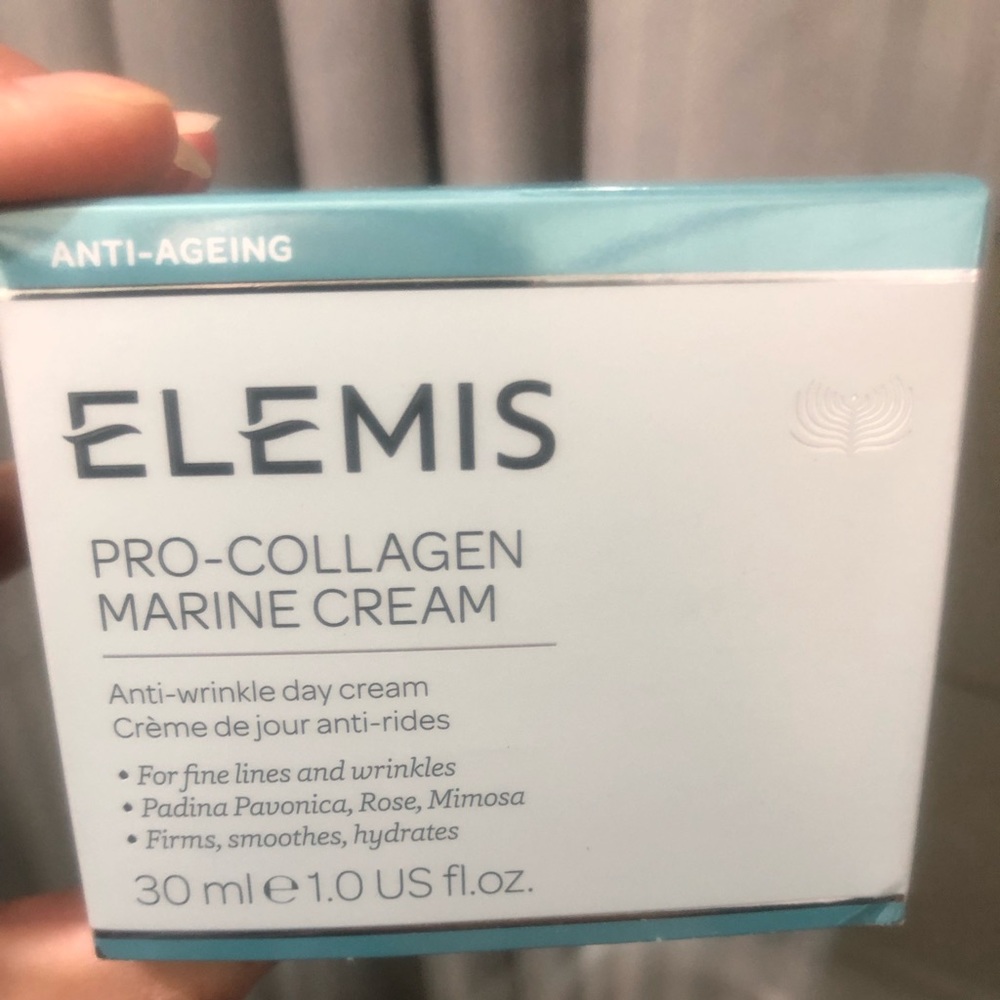 ANTI-AGEING
ELEMIS
PRO-COLLAGEN
MARINE CREAM
Anti-wrinkle day cream
Crème de jour anti-rides
• For fine lines and wrinkles
• Padina Pavonica, Rose, Mimosa
• Firms, smoothes, hydrates
30 ml ℮ 1.0 US fl.oz.